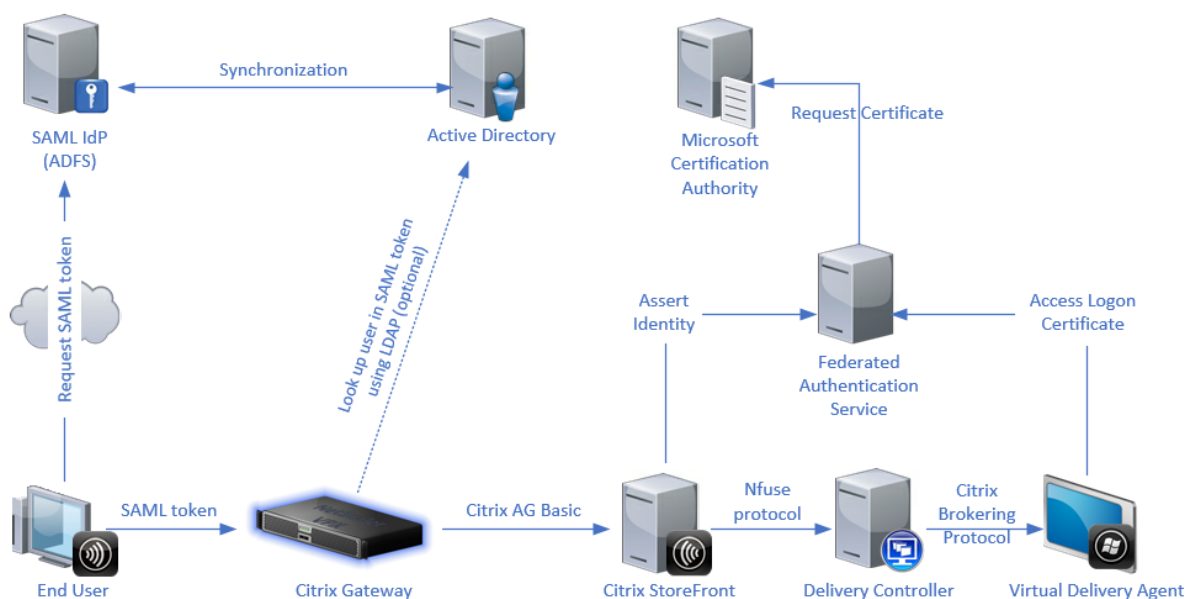 Synchronization
SAML IdP
(ADFS)
Active Directory
Request Certificate
Microsoft
Certification
Authority
Request SAML token
Look up user in SAML token
using LDAP (optional)
Assert
Identity
Access Logon
Certificate
Federated
Authentication
Service
SAML token
Citrix AG Basic
Nfuse
protocol
Citrix
Brokering
Protocol
End User
Citrix Gateway
Citrix StoreFront
Delivery Controller
Virtual Delivery Agent